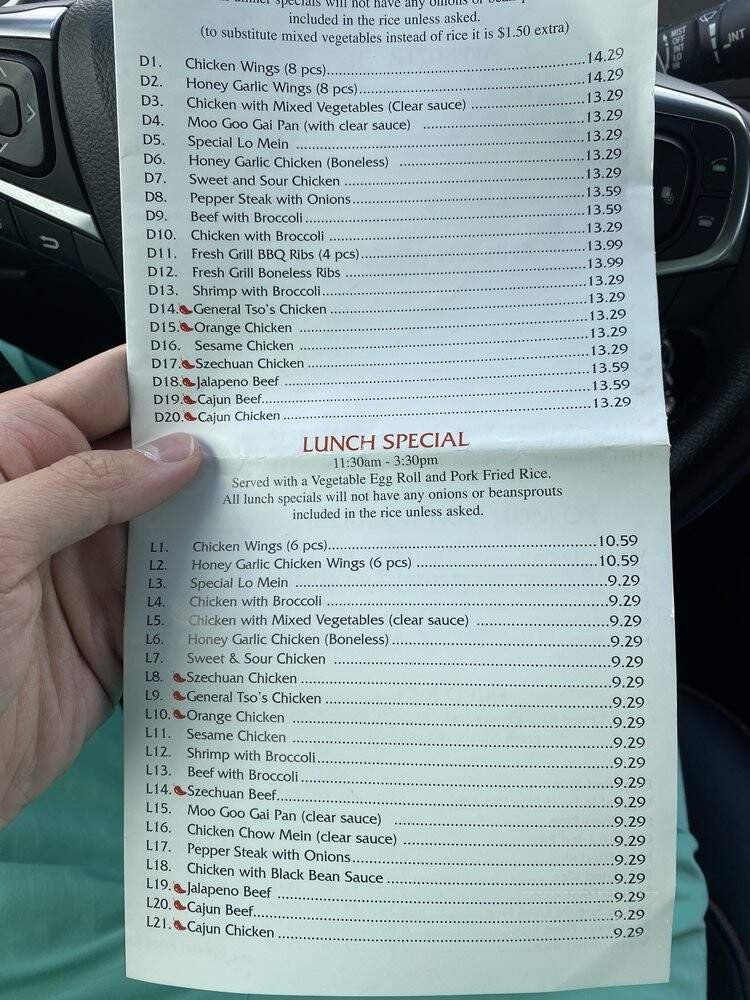 dinner specials will not have any onions or
included in the rice unless asked.
(to substitute mixed vegetables instead of rice it is $1.50 extra)
D1. Chicken Wings (8 pcs) 14.29
D2. Honey Garlic Wings (8 pcs) 14.29
D3. Chicken with Mixed Vegetables (Clear sauce) 13.29
D4. Moo Goo Gai Pan (with clear sauce) 13.29
D5. Special Lo Mein 13.29
D6. Honey Garlic Chicken (Boneless) 13.29
D7. Sweet and Sour Chicken 13.29
D8. Pepper Steak with Onions 13.59
D9. Beef with Broccoli 13.59
D10. Chicken with Broccoli 13.29
D11. Fresh Grill BBQ Ribs (4 pcs) 13.99
D12. Fresh Grill Boneless Ribs 13.99
D13. Shrimp with Broccoli 13.29
D14. General Tso's Chicken 13.29
D15. Orange Chicken 13.29
D16. Sesame Chicken 13.29
D17. Szechuan Chicken 13.29
D18. Jalapeno Beef 13.59
D19. Cajun Beef 13.59
D20. Cajun Chicken 13.29
LUNCH SPECIAL
11:30am - 3:30pm
Served with a Vegetable Egg Roll and Pork Fried Rice.
All lunch specials will not have any onions or beansprouts
included in the rice unless asked.
L1. Chicken Wings (6 pcs) 10.59
L2. Honey Garlic Chicken Wings (6 pcs) 10.59
L3. Special Lo Mein 9.29
L4. Chicken with Broccoli 9.29
L5. Chicken with Mixed Vegetables (clear sauce) 9.29
L6. Honey Garlic Chicken (Boneless) 9.29
L7. Sweet & Sour Chicken 9.29
L8. Szechuan Chicken 9.29
L9. General Tso's Chicken 9.29
L10. Orange Chicken 9.29
L11. Sesame Chicken 9.29
L12. Shrimp with Broccoli 9.29
L13. Beef with Broccoli 9.29
L14. Szechuan Beef 9.29
L15. Moo Goo Gai Pan (clear sauce) 9.29
L16. Chicken Chow Mein (clear sauce) 9.29
L17. Pepper Steak with Onions 9.29
L18. Chicken with Black Bean Sauce 9.29
L19. Jalapeno Beef 9.29
L20. Cajun Beef 9.29
L21. Cajun Chicken 9.29
MIST
OFF
INT
LO
HI
INT